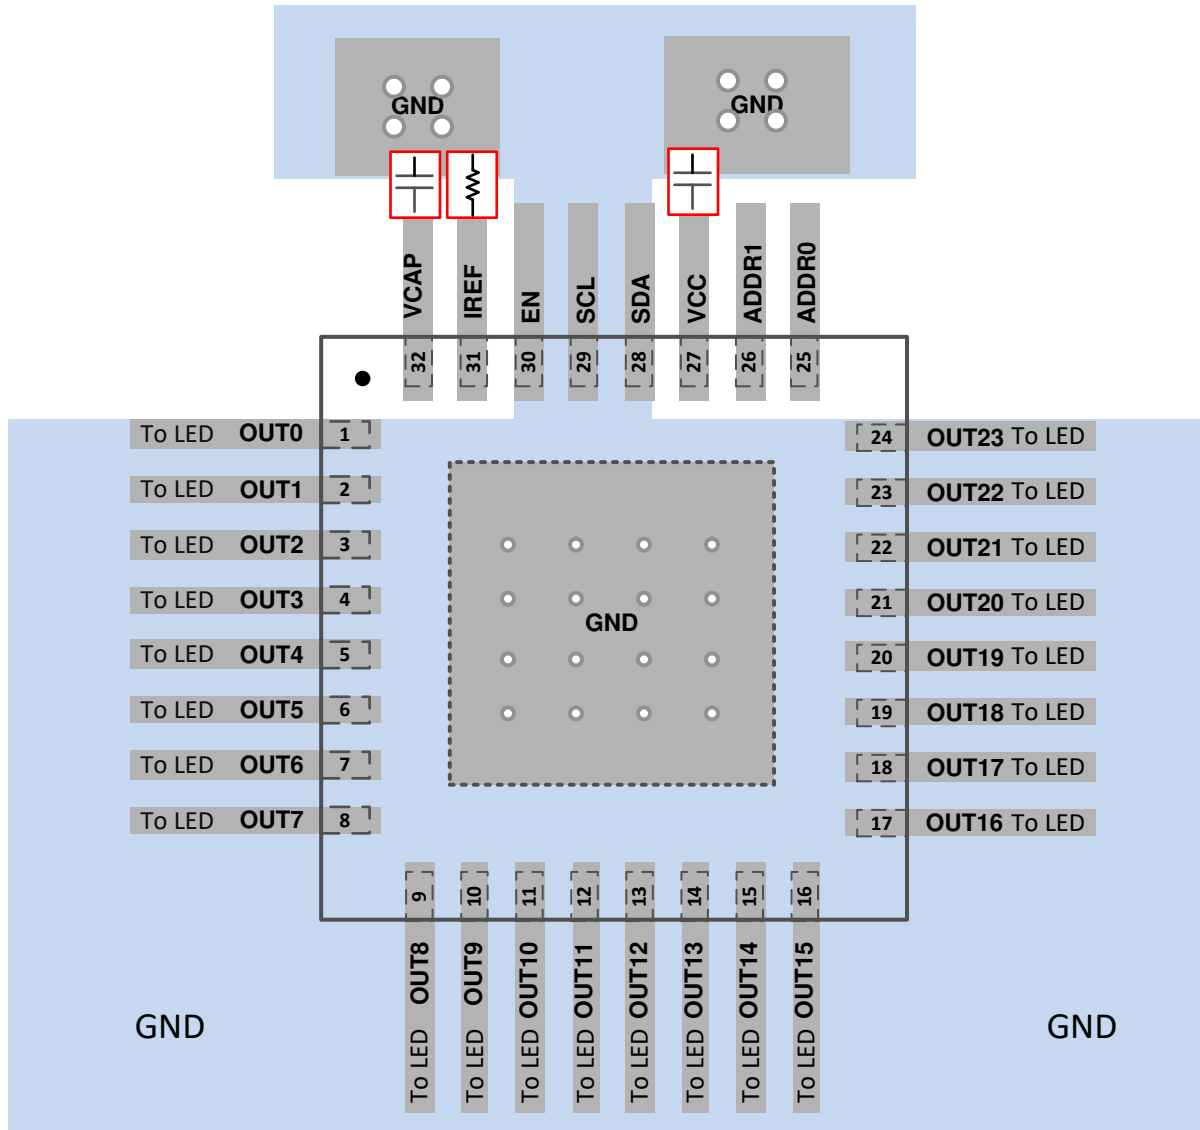 GND
GND
VCAP
IREF
EN
SCL
SDA
VCC
ADDR1
ADDR0
32
31
30
29
28
27
26
25
To LED OUT0 1
To LED OUT1 2
To LED OUT2 3
To LED OUT3 4
To LED OUT4 5
To LED OUT5 6
To LED OUT6 7
To LED OUT7 8
GND
24 OUT23 To LED
23 OUT22 To LED
22 OUT21 To LED
21 OUT20 To LED
20 OUT19 To LED
19 OUT18 To LED
18 OUT17 To LED
17 OUT16 To LED
To LED OUT8 9
To LED OUT9 10
To LED OUT10 11
To LED OUT11 12
To LED OUT12 13
To LED OUT13 14
To LED OUT14 15
To LED OUT15 16
GND
GND